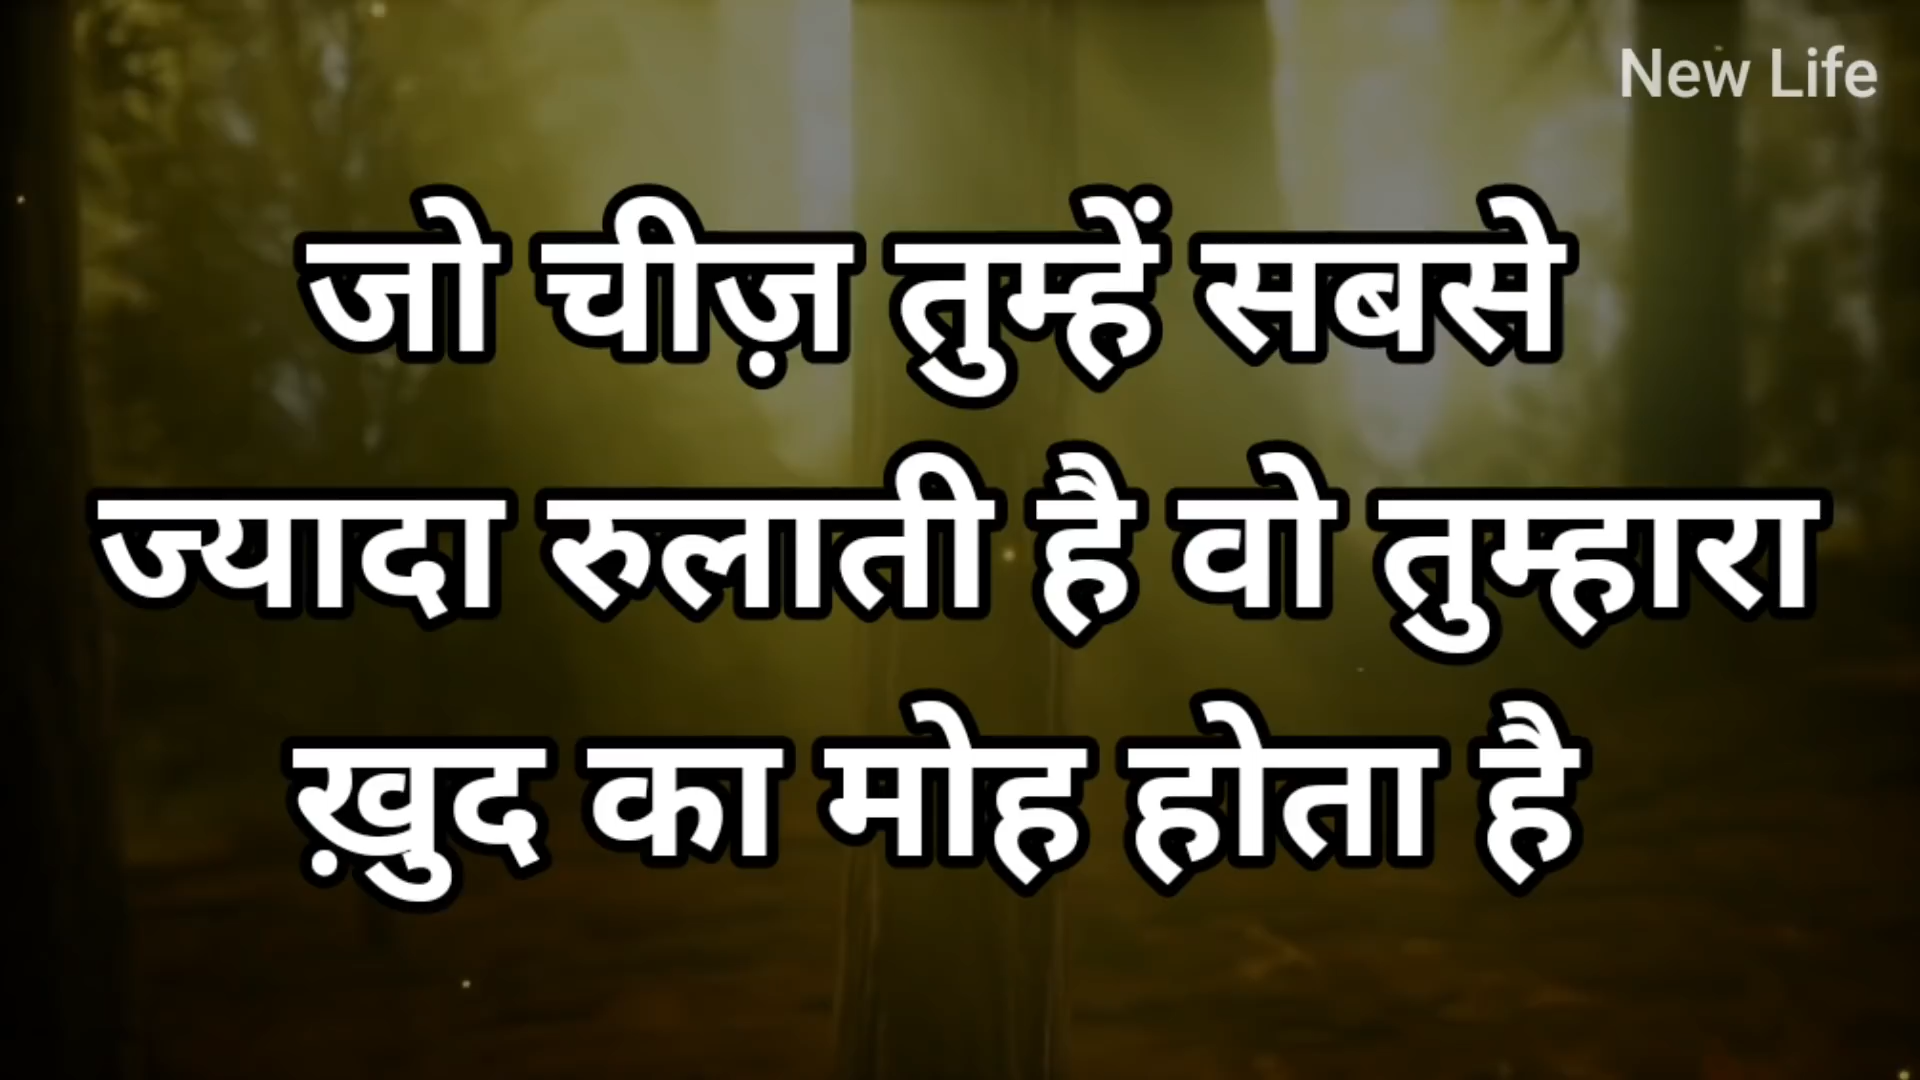 New Life
जो चीज़ तुम्हें सबसे
ज्यादा रुलाती है वो तुम्हारा
ख़ुद का मोह होता है